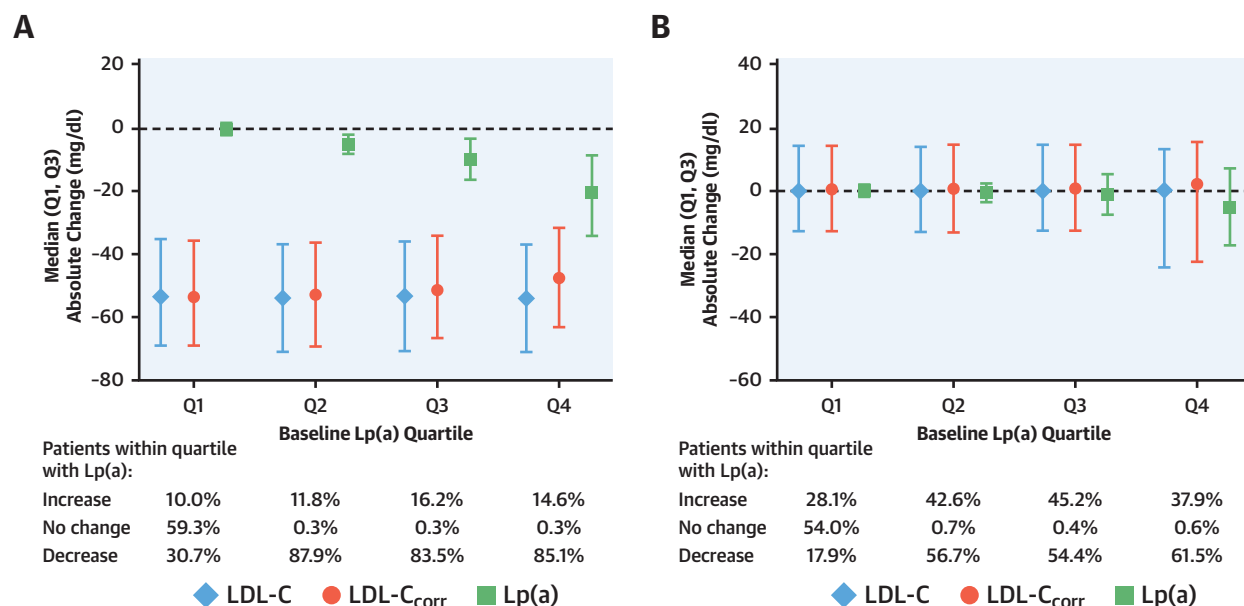 A
Median (Q1, Q3)
Absolute Change (mg/dl)
20
0
-20
-40
-60
-80
Q1 Q2 Q3 Q4
Baseline Lp(a) Quartile
Patients within quartile
with Lp(a):
Increase 10.0% 11.8% 16.2% 14.6%
No change 59.3% 0.3% 0.3% 0.3%
Decrease 30.7% 87.9% 83.5% 85.1%
LDL-C LDL-Ccorr Lp(a)
B
Median (Q1, Q3)
Absolute Change (mg/dl)
40
20
0
-20
-40
-60
Q1 Q2 Q3 Q4
Baseline Lp(a) Quartile
Patients within quartile
with Lp(a):
Increase 28.1% 42.6% 45.2% 37.9%
No change 54.0% 0.7% 0.4% 0.6%
Decrease 17.9% 56.7% 54.4% 61.5%
LDL-C LDL-Ccorr Lp(a)